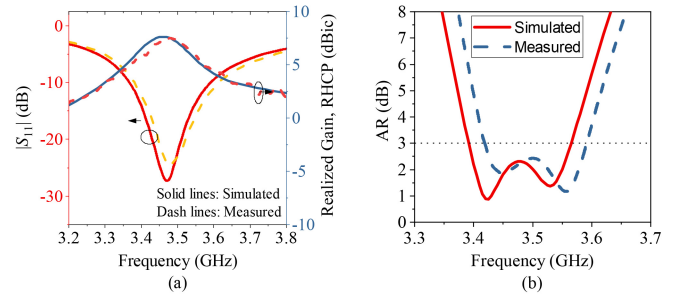 0
-10
-20
-30
|S11| (dB)
10
5
0
-5
-10
Realized Gain, RHCP (dBic)
Solid lines: Simulated
Dash lines: Measured
3.2 3.3 3.4 3.5 3.6 3.7 3.8
Frequency (GHz)
(a)
8
7
6
5
4
3
2
1
0
AR (dB)
Simulated
Measured
3.3 3.4 3.5 3.6 3.7
Frequency (GHz)
(b)